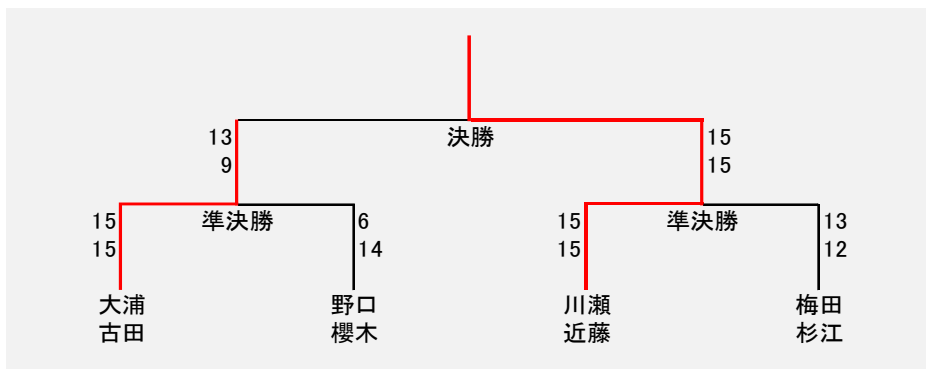 13 決勝 15
9 15
15 準決勝 6 15 準決勝 13
15 14 15 12
大浦 野口 川瀬 梅田
古田 櫻木 近藤 杉江